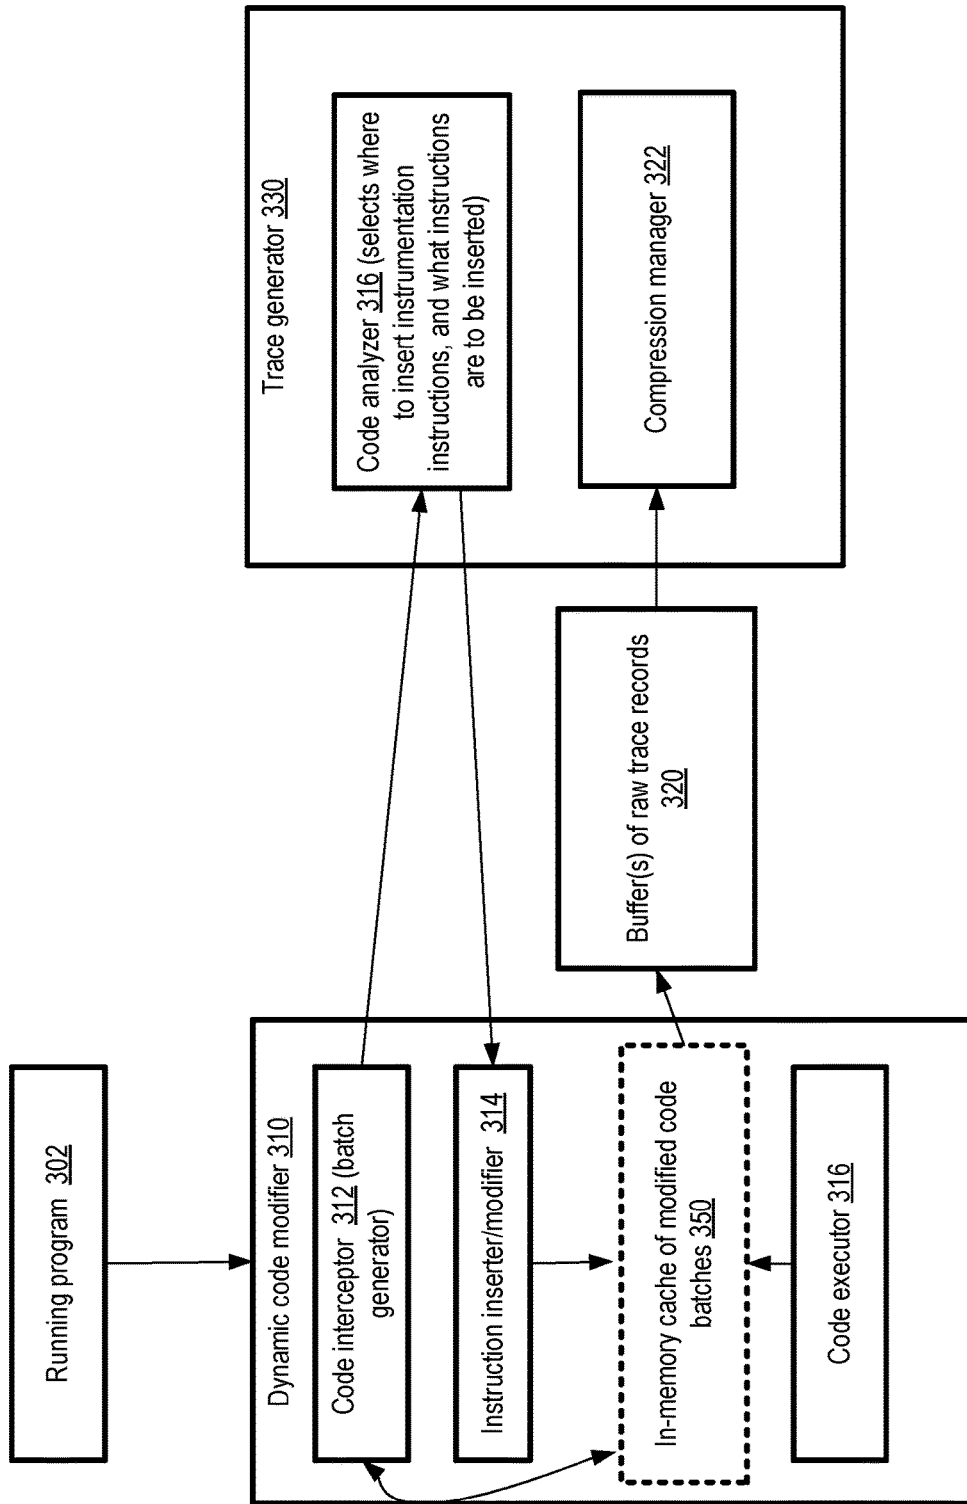 Running program 302
Dynamic code modifier 310
Code interceptor 312 (batch
generator)
Instruction inserter/modifier 314
In-memory cache of modified code
batches 350
Code executor 316
Buffer(s) of raw trace records
320
Trace generator 330
Code analyzer 316 (selects where
to insert instrumentation
instructions, and what instructions
are to be inserted)
Compression manager 322